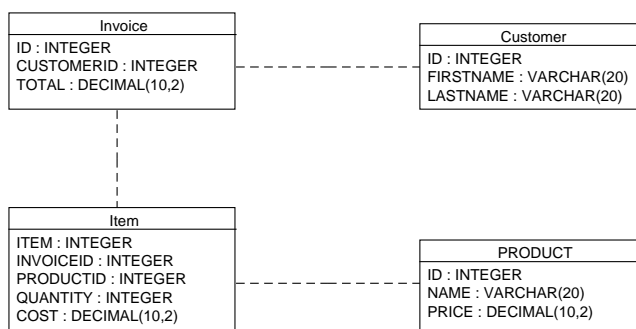 Invoice
ID : INTEGER
CUSTOMERID : INTEGER
TOTAL : DECIMAL(10,2)
Customer
ID : INTEGER
FIRSTNAME : VARCHAR(20)
LASTNAME : VARCHAR(20)
Item
ITEM : INTEGER
INVOICEID : INTEGER
PRODUCTID : INTEGER
QUANTITY : INTEGER
COST : DECIMAL(10,2)
PRODUCT
ID : INTEGER
NAME : VARCHAR(20)
PRICE : DECIMAL(10,2)